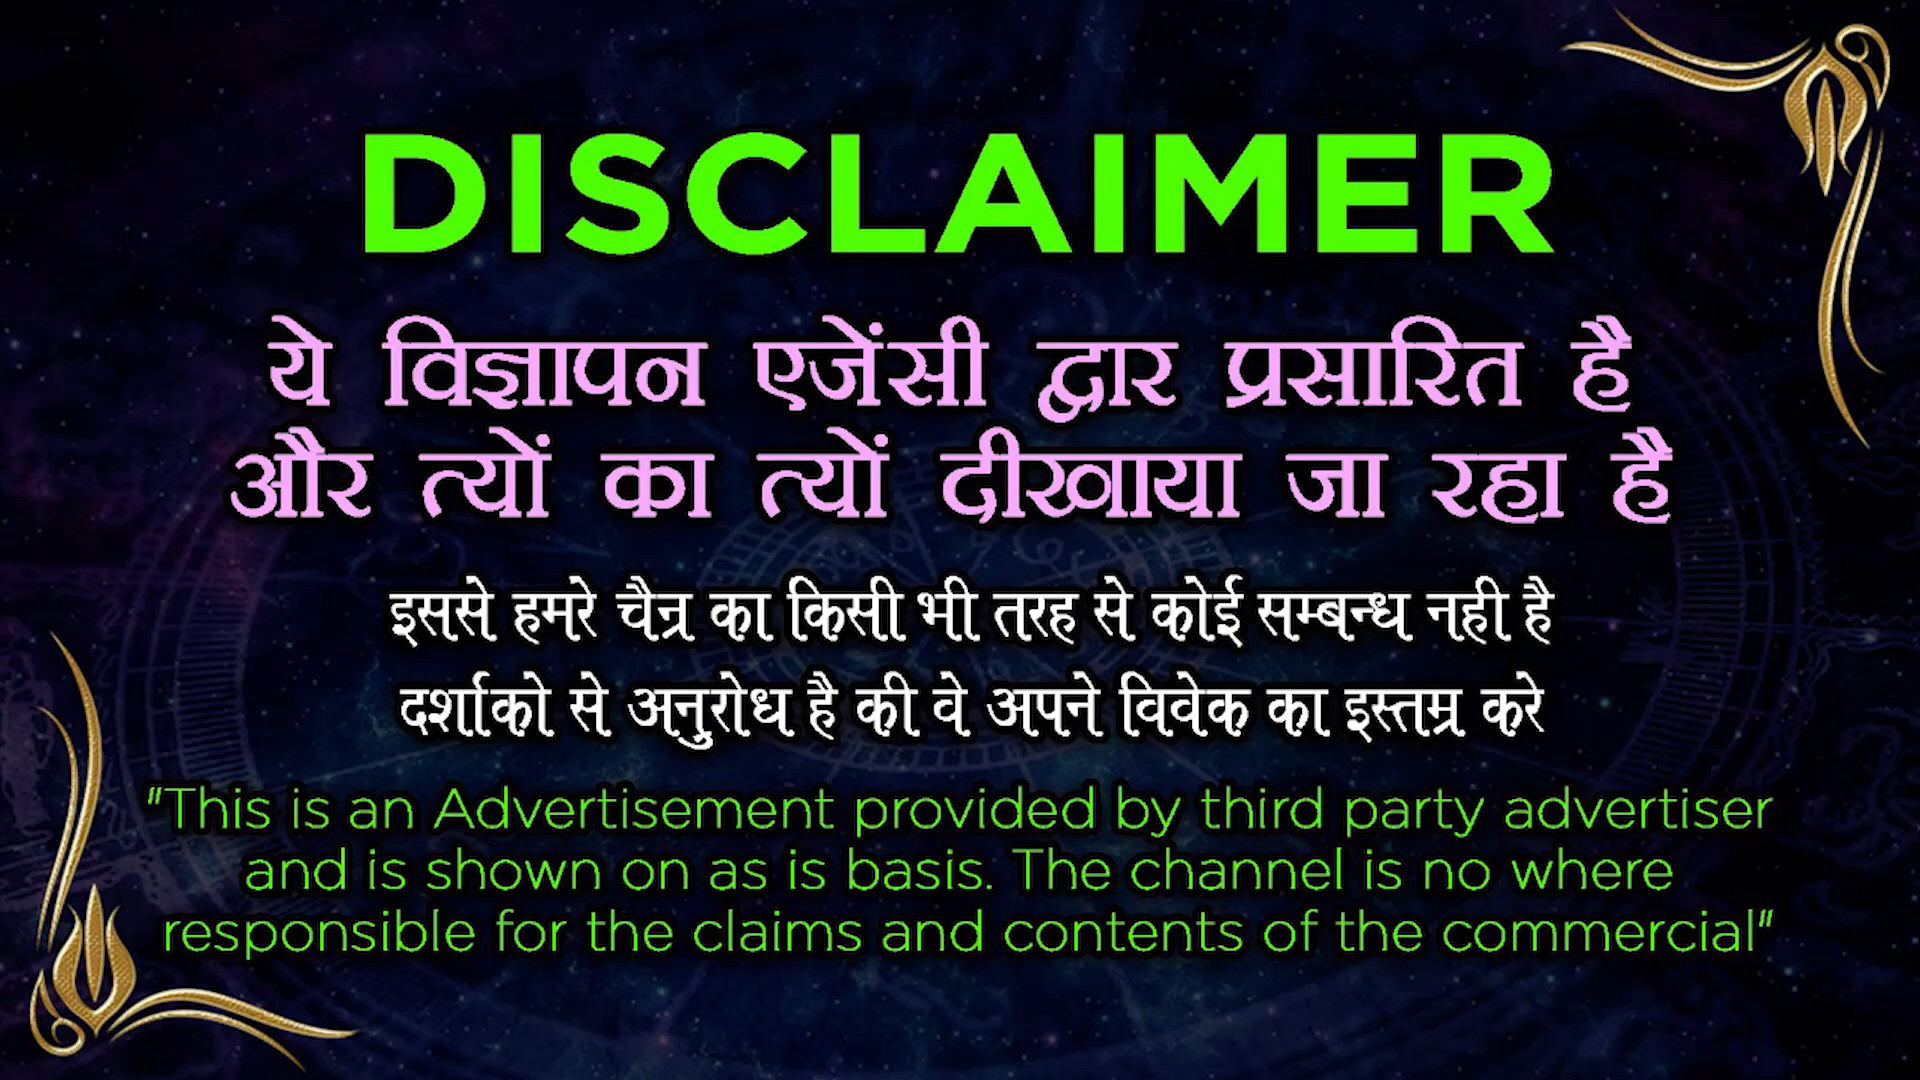 DISCLAIMER
ये विज्ञापन एजेंसी द्वार प्रसारित है
और त्यों का त्यों दीखाया जा रहा है
इससे हमरे चैन्र का किसी भी तरह से कोई सम्बन्ध नही है
दर्शाको से अनुरोध है की वे अपने विवेक का इस्तम्र करे
"This is an Advertisement provided by third party advertiser
and is shown on as is basis. The channel is no where
responsible for the claims and contents of the commercial"